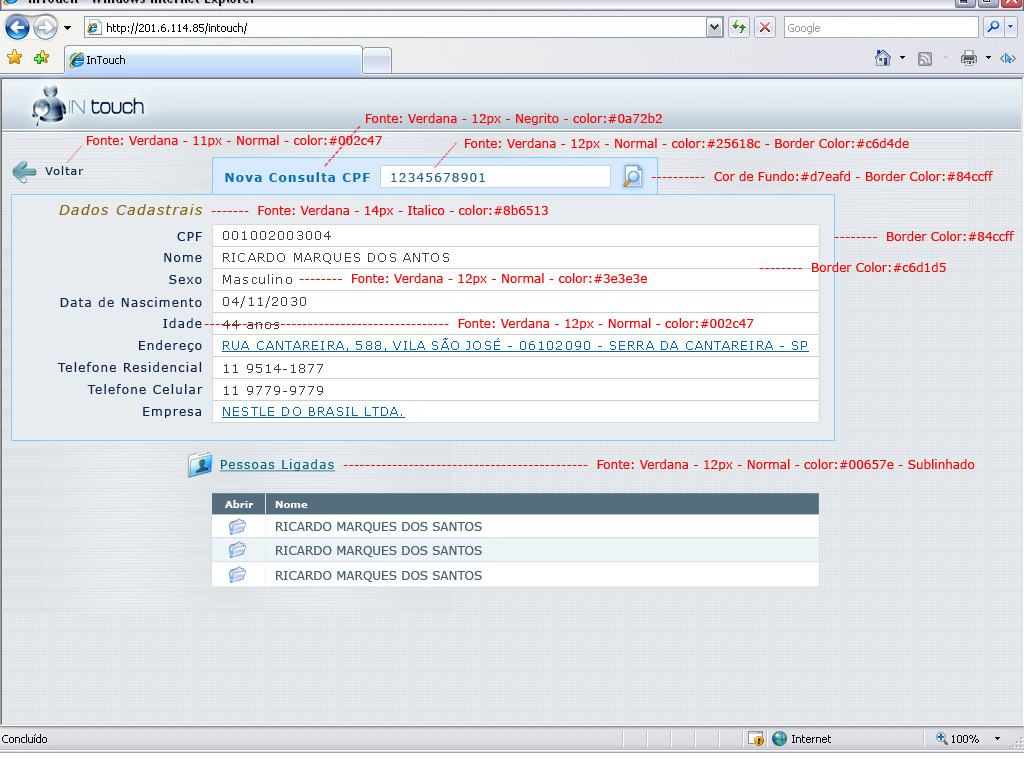 InTouch - Windows Internet Explorer
http://201.6.114.85/intouch/
Google
InTouch
IN touch
Fonte: Verdana - 12px - Negrito - color:#0a72b2
Fonte: Verdana - 11px - Normal - color:#002c47
Fonte: Verdana - 12px - Normal - color:#25618c - Border Color:#c6d4de
Voltar
Nova Consulta CPF 12345678901 ---------- Cor de Fundo:#d7eafd - Border Color:#84ccff
Dados Cadastrais ------- Fonte: Verdana - 14px - Italico - color:#8b6513
CPF 001002003004 -------- Border Color:#84ccff
Nome RICARDO MARQUES DOS ANTOS
-------- Border Color:#c6d1d5
Sexo Masculino -------- Fonte: Verdana - 12px - Normal - color:#3e3e3e
Data de Nascimento 04/11/2030
Idade 44 anos Fonte: Verdana - 12px - Normal - color:#002c47
Endereço RUA CANTAREIRA, 588, VILA SÃO JOSÉ - 06102090 - SERRA DA CANTAREIRA - SP
Telefone Residencial 11 9514-1877
Telefone Celular 11 9779-9779
Empresa NESTLE DO BRASIL LTDA.
Pessoas Ligadas Fonte: Verdana - 12px - Normal - color:#00657e - Sublinhado
Abrir Nome
RICARDO MARQUES DOS SANTOS
RICARDO MARQUES DOS SANTOS
RICARDO MARQUES DOS SANTOS
Concluído Internet 100%